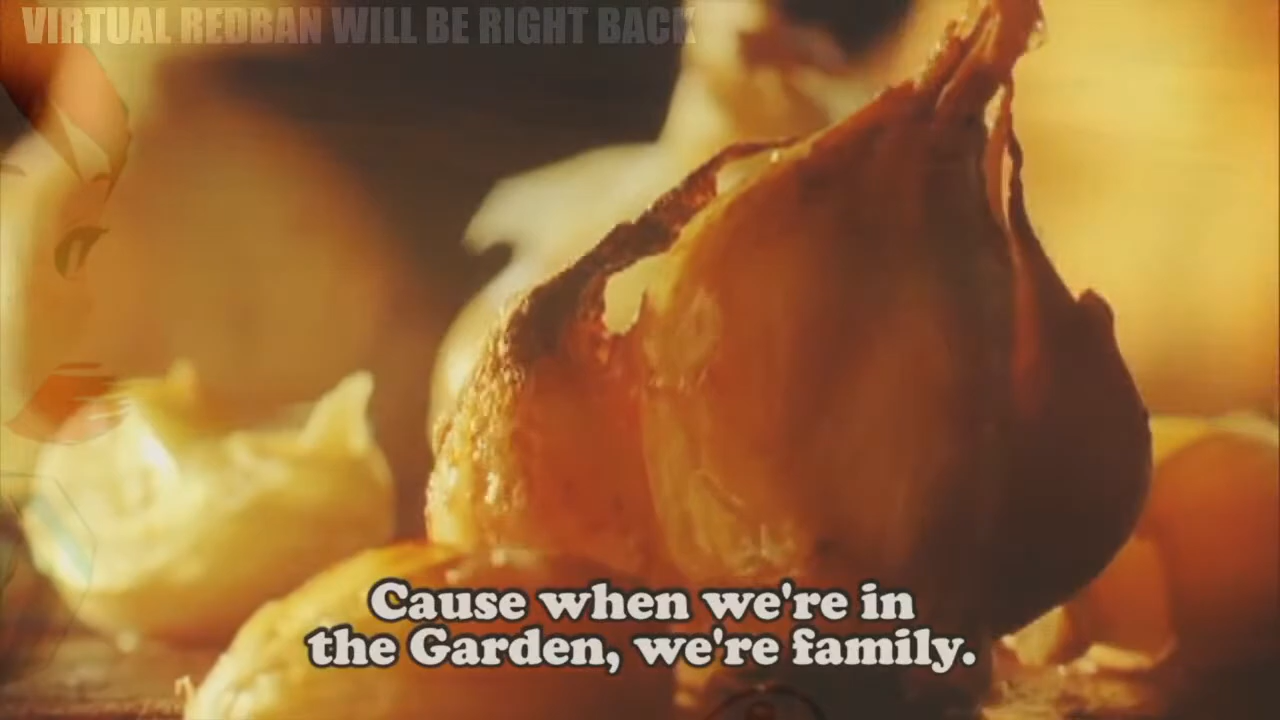 VIRTUAL REDBAN WILL BE RIGHT BACK
Cause when we're in
the Garden, we're family.